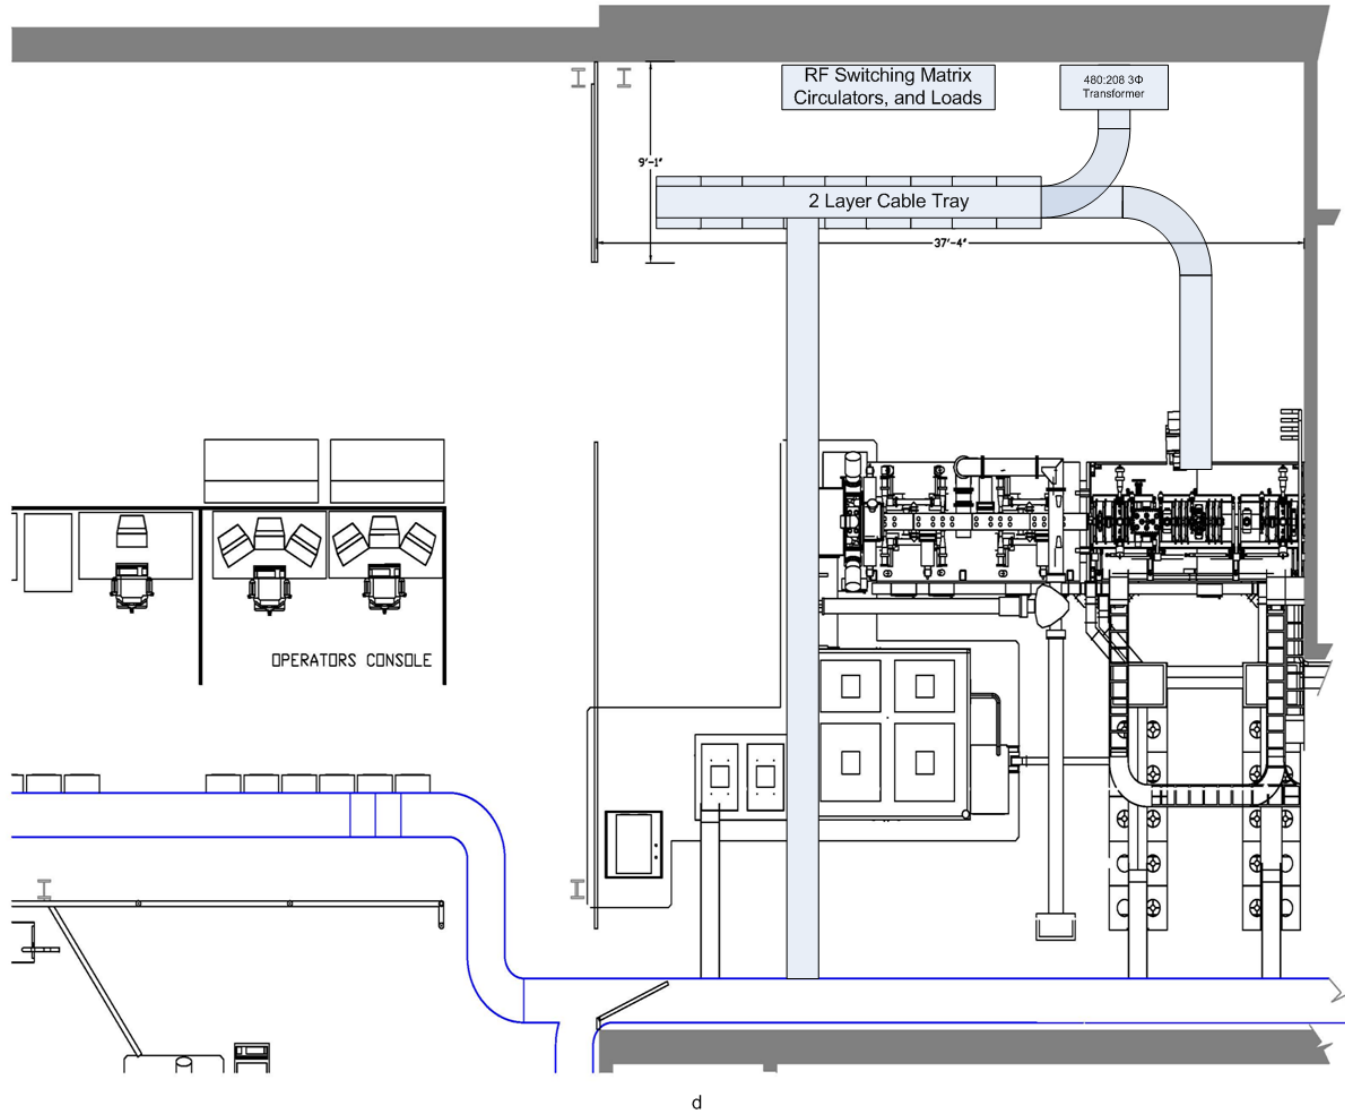 RF Switching Matrix
Circulators, and Loads
480:208 3Φ
Transformer
9'-1"
2 Layer Cable Tray
37'-4"
OPERATORS CONSOLE
d